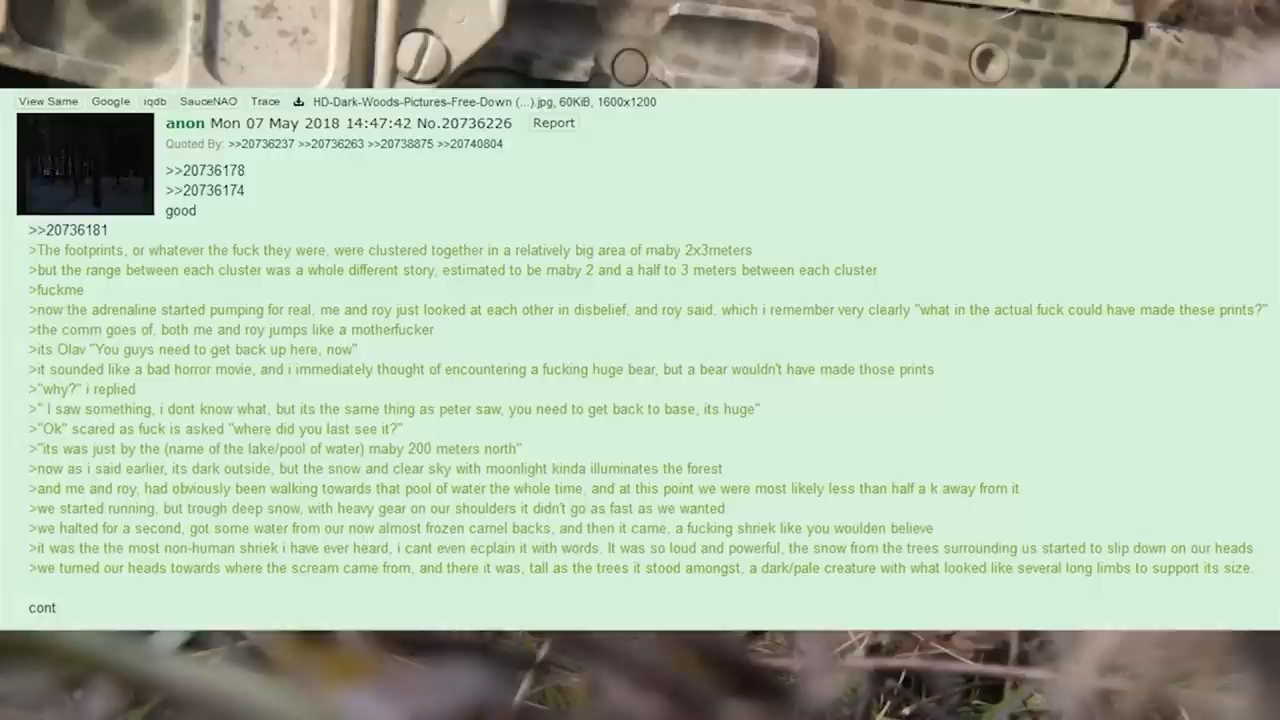 View Same Google iqdb SauceNAO Trace HD-Dark-Woods-Pictures-Free-Down (...).jpg, 60KiB, 1600x1200
anon Mon 07 May 2018 14:47:42 No.20736226 Report
Quoted By: >>20736237 >>20736263 >>20738875 >>20740804
>>20736178
>>20736174
good
>>20736181
>The footprints, or whatever the fuck they were, were clustered together in a relatively big area of maby 2x3meters
>but the range between each cluster was a whole different story, estimated to be maby 2 and a half to 3 meters between each cluster
>fuckme
>now the adrenaline started pumping for real, me and roy just looked at each other in disbelief, and roy said, which i remember very clearly "what in the actual fuck could have made these prints?"
>the comm goes of, both me and roy jumps like a motherfucker
>its Olav "You guys need to get back up here, now"
>it sounded like a bad horror movie, and i immediately thought of encountering a fucking huge bear, but a bear wouldn't have made those prints
>"why?" i replied
>" I saw something, i dont know what, but its the same thing as peter saw, you need to get back to base, its huge"
>"Ok" scared as fuck is asked "where did you last see it?"
>"its was just by the (name of the lake/pool of water) maby 200 meters north"
>now as i said earlier, its dark outside, but the snow and clear sky with moonlight kinda illuminates the forest
>and me and roy, had obviously been walking towards that pool of water the whole time, and at this point we were most likely less than half a k away from it
>we started running, but trough deep snow, with heavy gear on our shoulders it didn't go as fast as we wanted
>we halted for a second, got some water from our now almost frozen camel backs, and then it came, a fucking shriek like you woulden believe
>it was the the most non-human shriek i have ever heard, i cant even ecplain it with words. It was so loud and powerful, the snow from the trees surrounding us started to slip down on our heads
>we turned our heads towards where the scream came from, and there it was, tall as the trees it stood amongst, a dark/pale creature with what looked like several long limbs to support its size.
cont